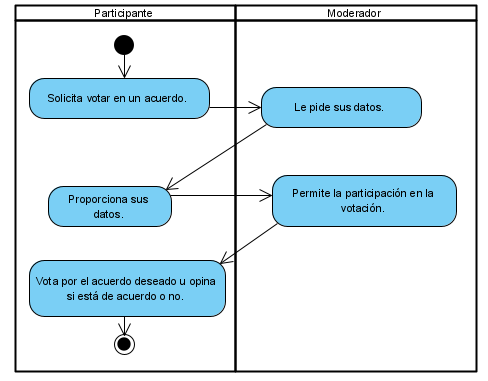 Participante
Moderador
Solicita votar en un acuerdo.
Le pide sus datos.
Proporciona sus
datos.
Permite la participación en la
votación.
Vota por el acuerdo deseado u opina
si está de acuerdo o no.